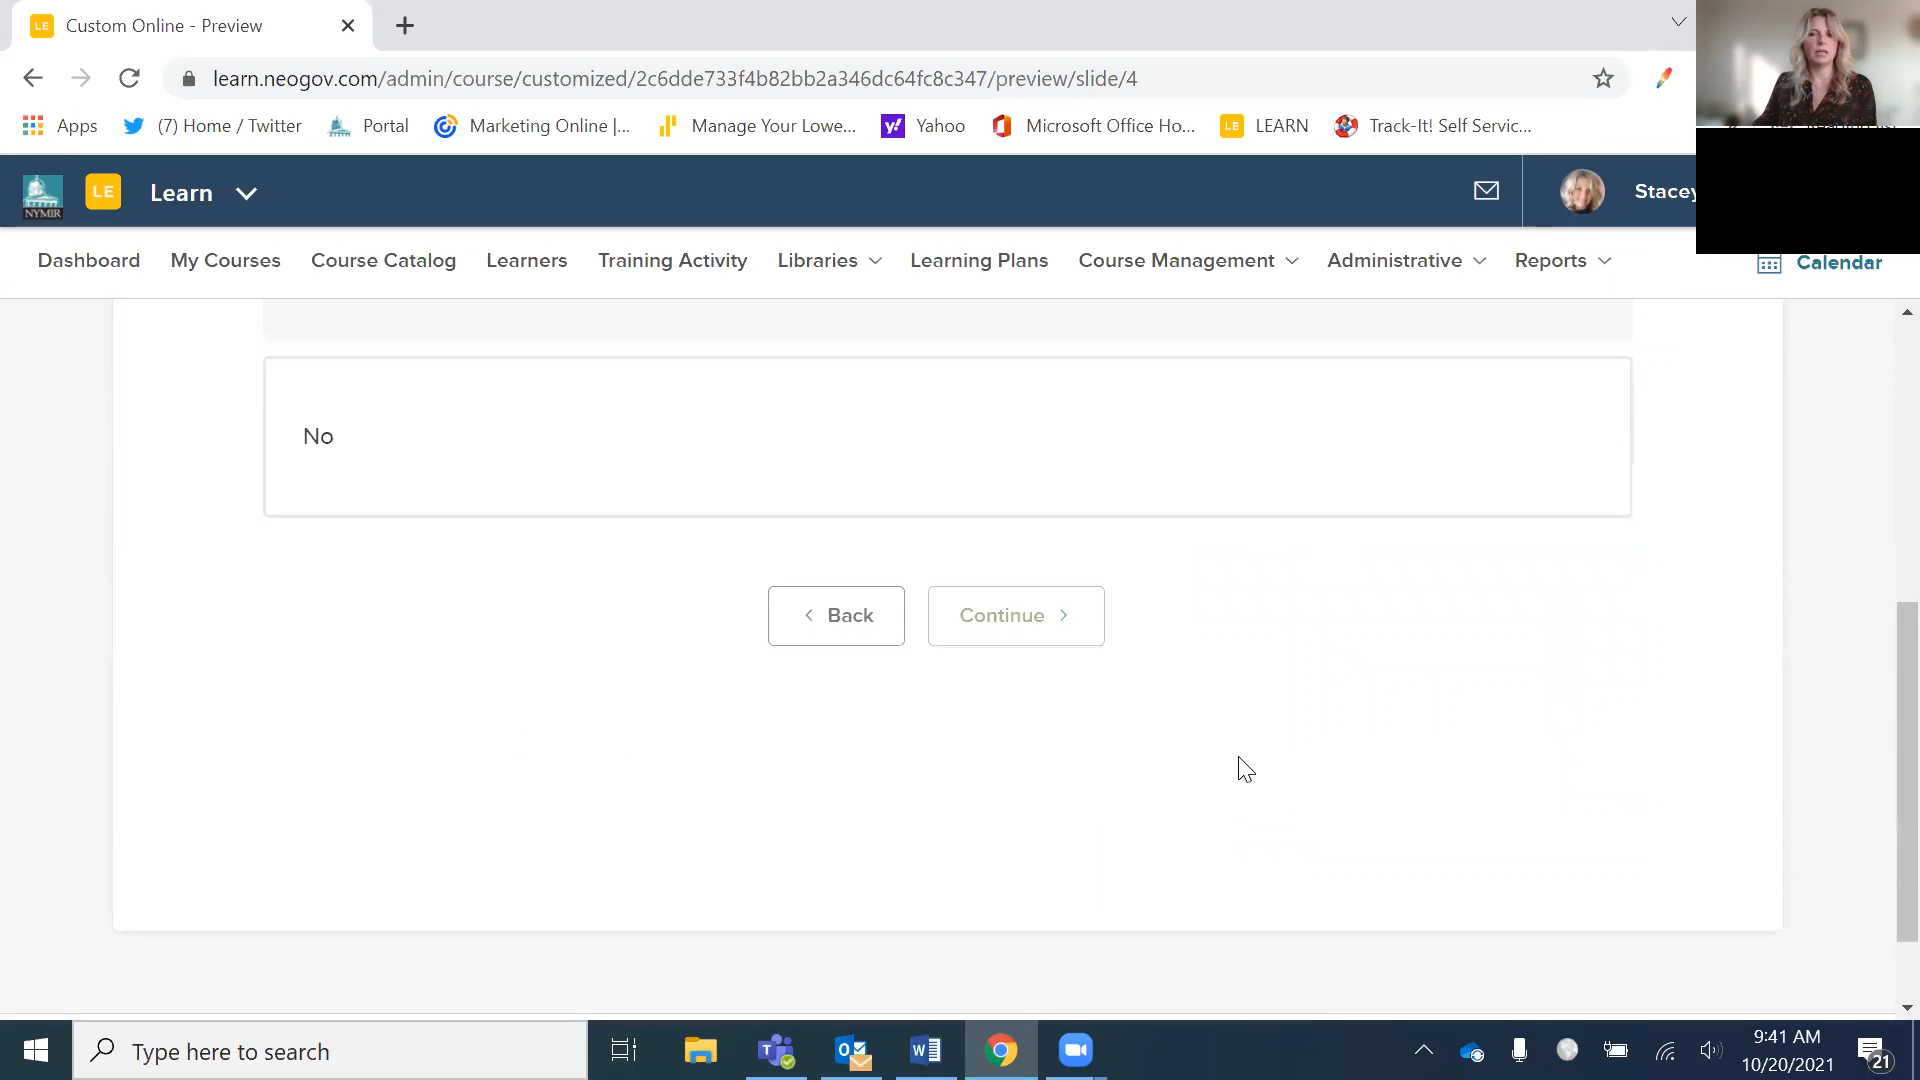 LE Custom Online - Preview
learn.neogov.com/admin/course/customized/2c6dde733f4b82bb2a346dc64fc8c347/preview/slide/4
Apps (7) Home / Twitter Portal Marketing Online |... Manage Your Lowe... Yahoo Microsoft Office Ho... LE LEARN Track-It! Self Servic...
NYMIR LE Learn Stacey
Dashboard My Courses Course Catalog Learners Training Activity Libraries Learning Plans Course Management Administrative Reports Calendar
No
Back Continue
Type here to search
9:41 AM
10/20/2021
21